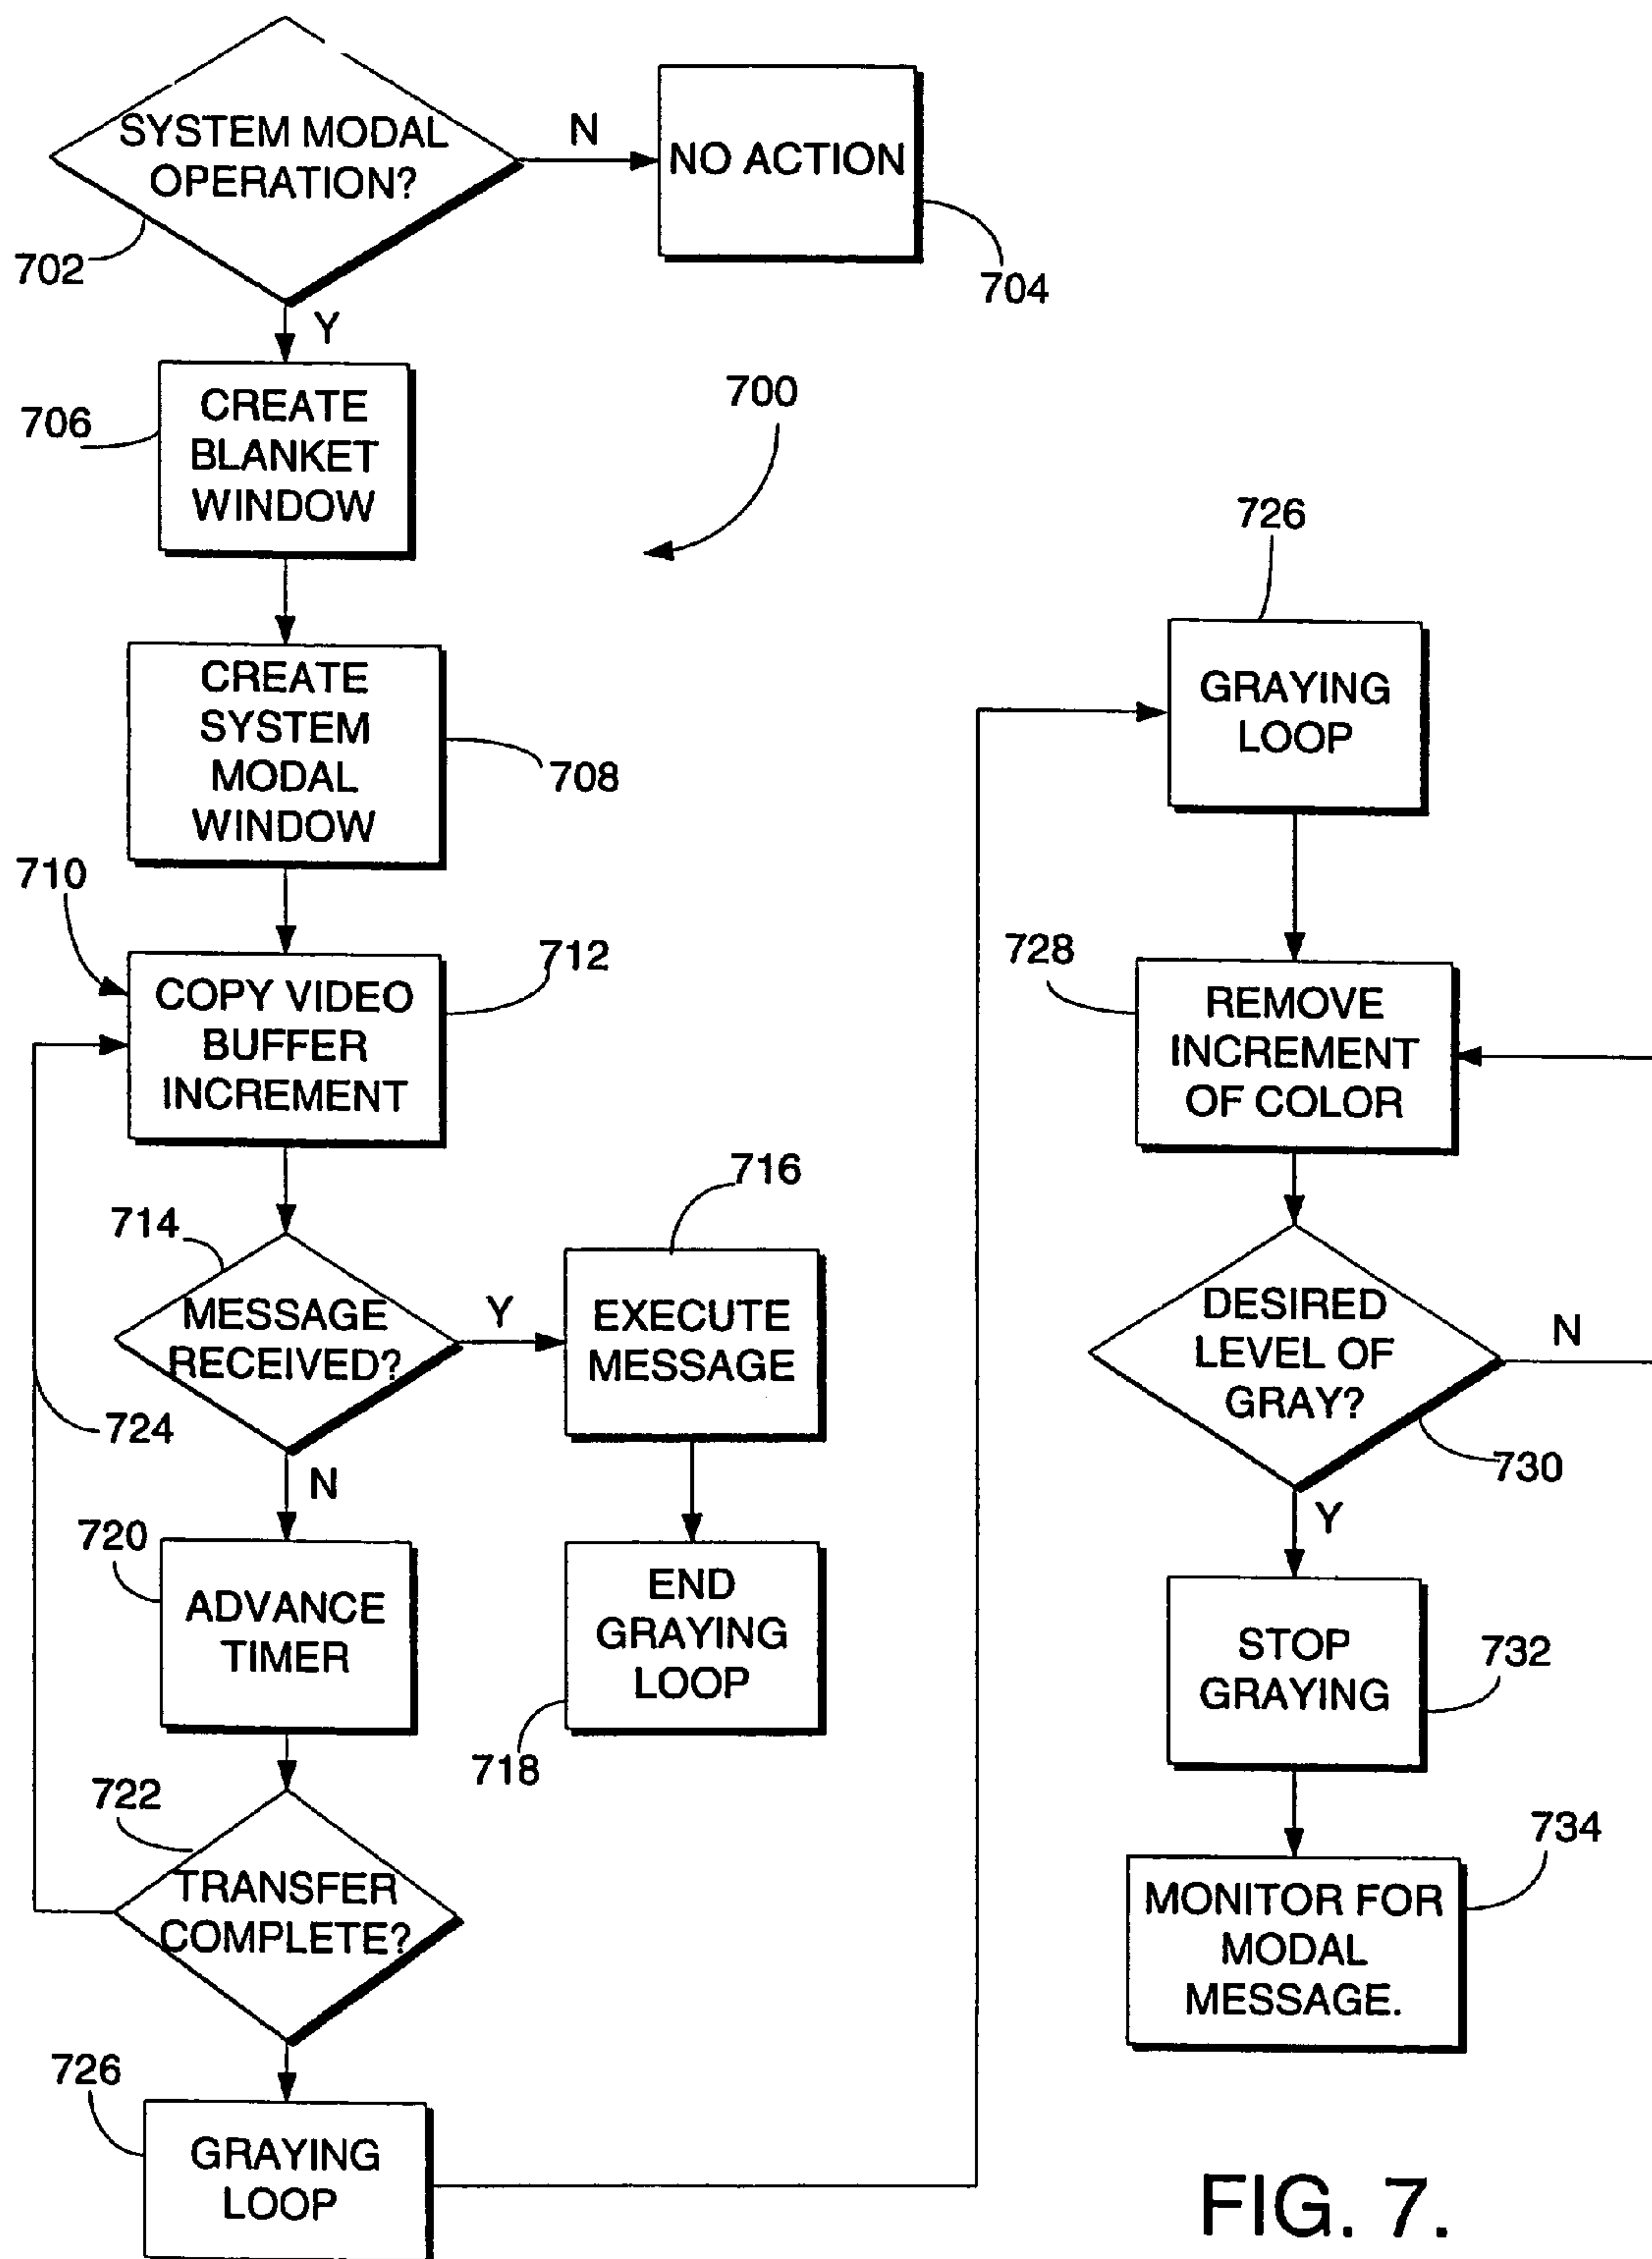 SYSTEM MODAL
OPERATION?
702
N
NO ACTION
704
Y
706
CREATE
BLANKET
WINDOW
700
CREATE
SYSTEM
MODAL
WINDOW
708
710
COPY VIDEO
BUFFER
INCREMENT
712
714
MESSAGE
RECEIVED?
Y
716
EXECUTE
MESSAGE
724
N
720
ADVANCE
TIMER
END
GRAYING
LOOP
718
722
TRANSFER
COMPLETE?
726
GRAYING
LOOP
726
GRAYING
LOOP
728
REMOVE
INCREMENT
OF COLOR
DESIRED
LEVEL OF
GRAY?
N
730
Y
STOP
GRAYING
732
734
MONITOR FOR
MODAL
MESSAGE.
FIG. 7.